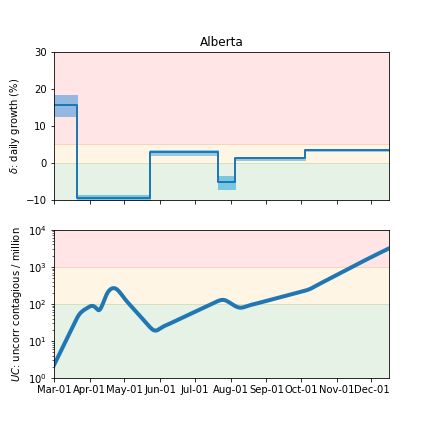 Alberta
δ: daily growth (%)
30
20
10
0
−10
UC: uncorr contagious / million
10⁴
10³
10²
10¹
10⁰
Mar-01 Apr-01 May-01 Jun-01 Jul-01 Aug-01 Sep-01 Oct-01 Nov-01 Dec-01